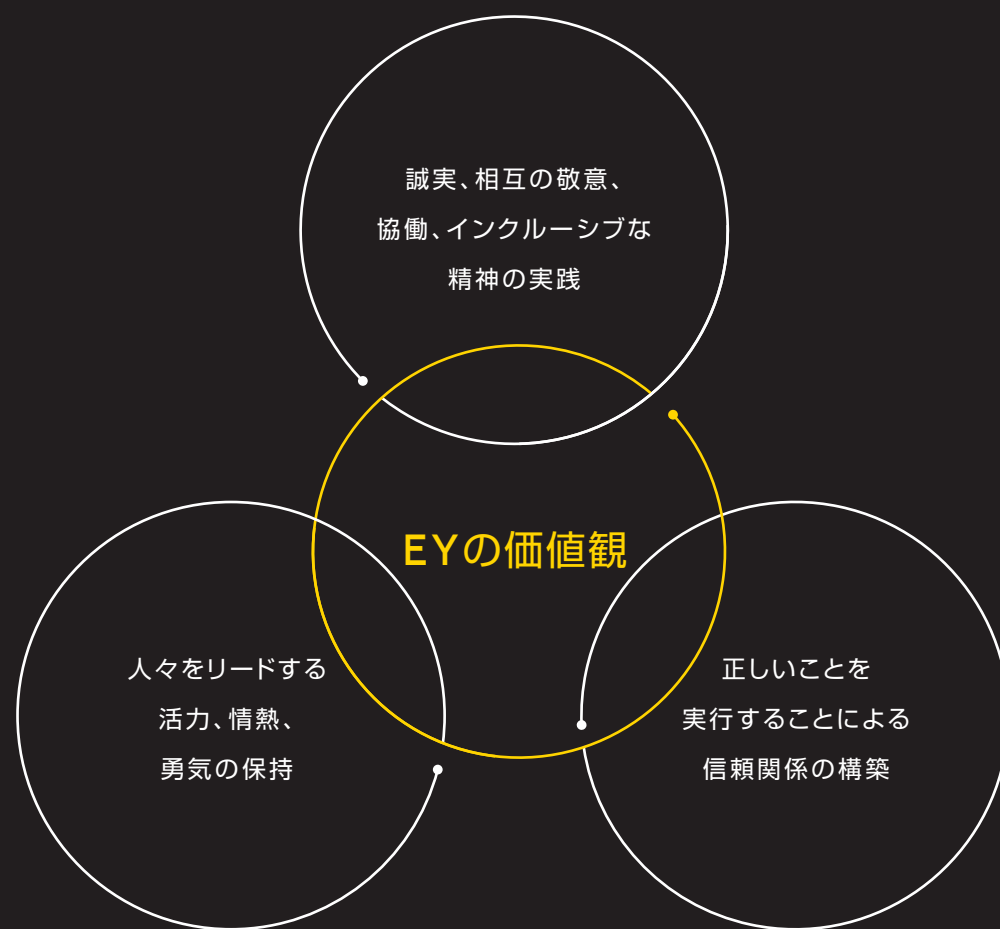 誠実、相互の敬意、
協働、インクルーシブな
精神の実践
EYの価値観
人々をリードする
活力、情熱、
勇気の保持
正しいことを
実行することによる
信頼関係の構築